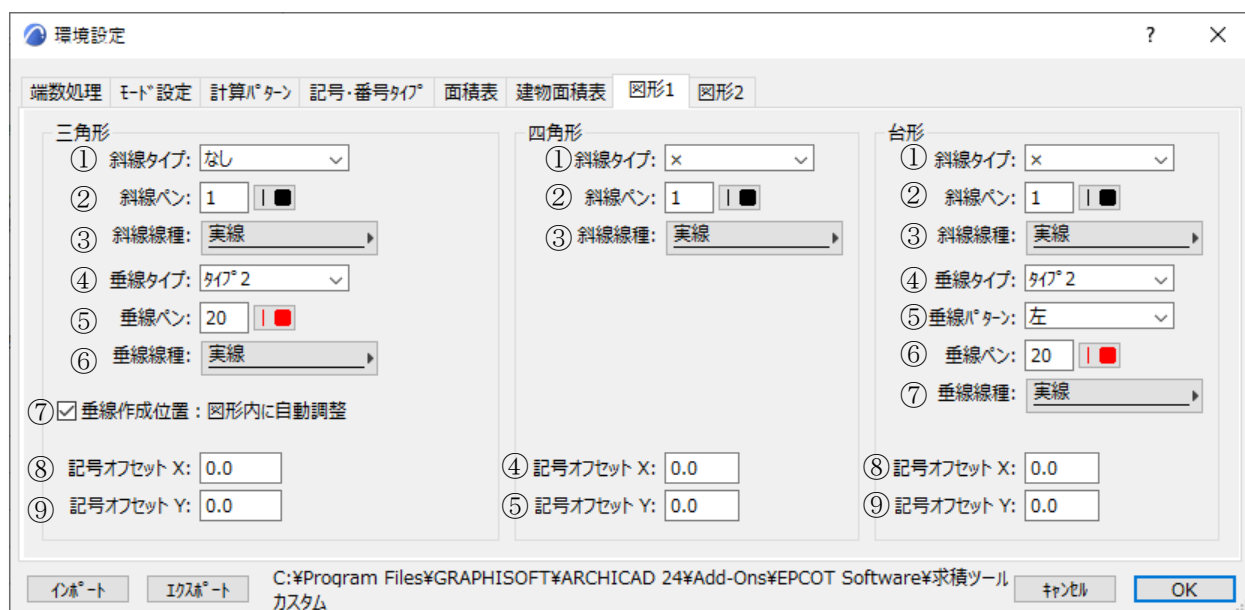 環境設定
?
端数処理 ﾓｰﾄﾞ設定 計算ﾊﾟﾀｰﾝ 記号･番号ﾀｲﾌﾟ 面積表 建物面積表 図形1 図形2
三角形
① 斜線タイプ: なし
② 斜線ペン: 1
③ 斜線線種: 実線
④ 垂線タイプ: ﾀｲﾌﾟ2
⑤ 垂線ペン: 20
⑥ 垂線線種: 実線
⑦ 垂線作成位置：図形内に自動調整
⑧ 記号オフセット X: 0.0
⑨ 記号オフセット Y: 0.0
四角形
① 斜線タイプ: ×
② 斜線ペン: 1
③ 斜線線種: 実線
④ 記号オフセット X: 0.0
⑤ 記号オフセット Y: 0.0
台形
① 斜線タイプ: ×
② 斜線ペン: 1
③ 斜線線種: 実線
④ 垂線タイプ: ﾀｲﾌﾟ2
⑤ 垂線ﾊﾟﾀｰﾝ: 左
⑥ 垂線ペン: 20
⑦ 垂線線種: 実線
⑧ 記号オフセット X: 0.0
⑨ 記号オフセット Y: 0.0
ｲﾝﾎﾟｰﾄ ｴｸｽﾎﾟｰﾄ
C:¥Program Files¥GRAPHISOFT¥ARCHICAD 24¥Add-Ons¥EPCOT Software¥求積ツール
カスタム
ｷｬﾝｾﾙ OK